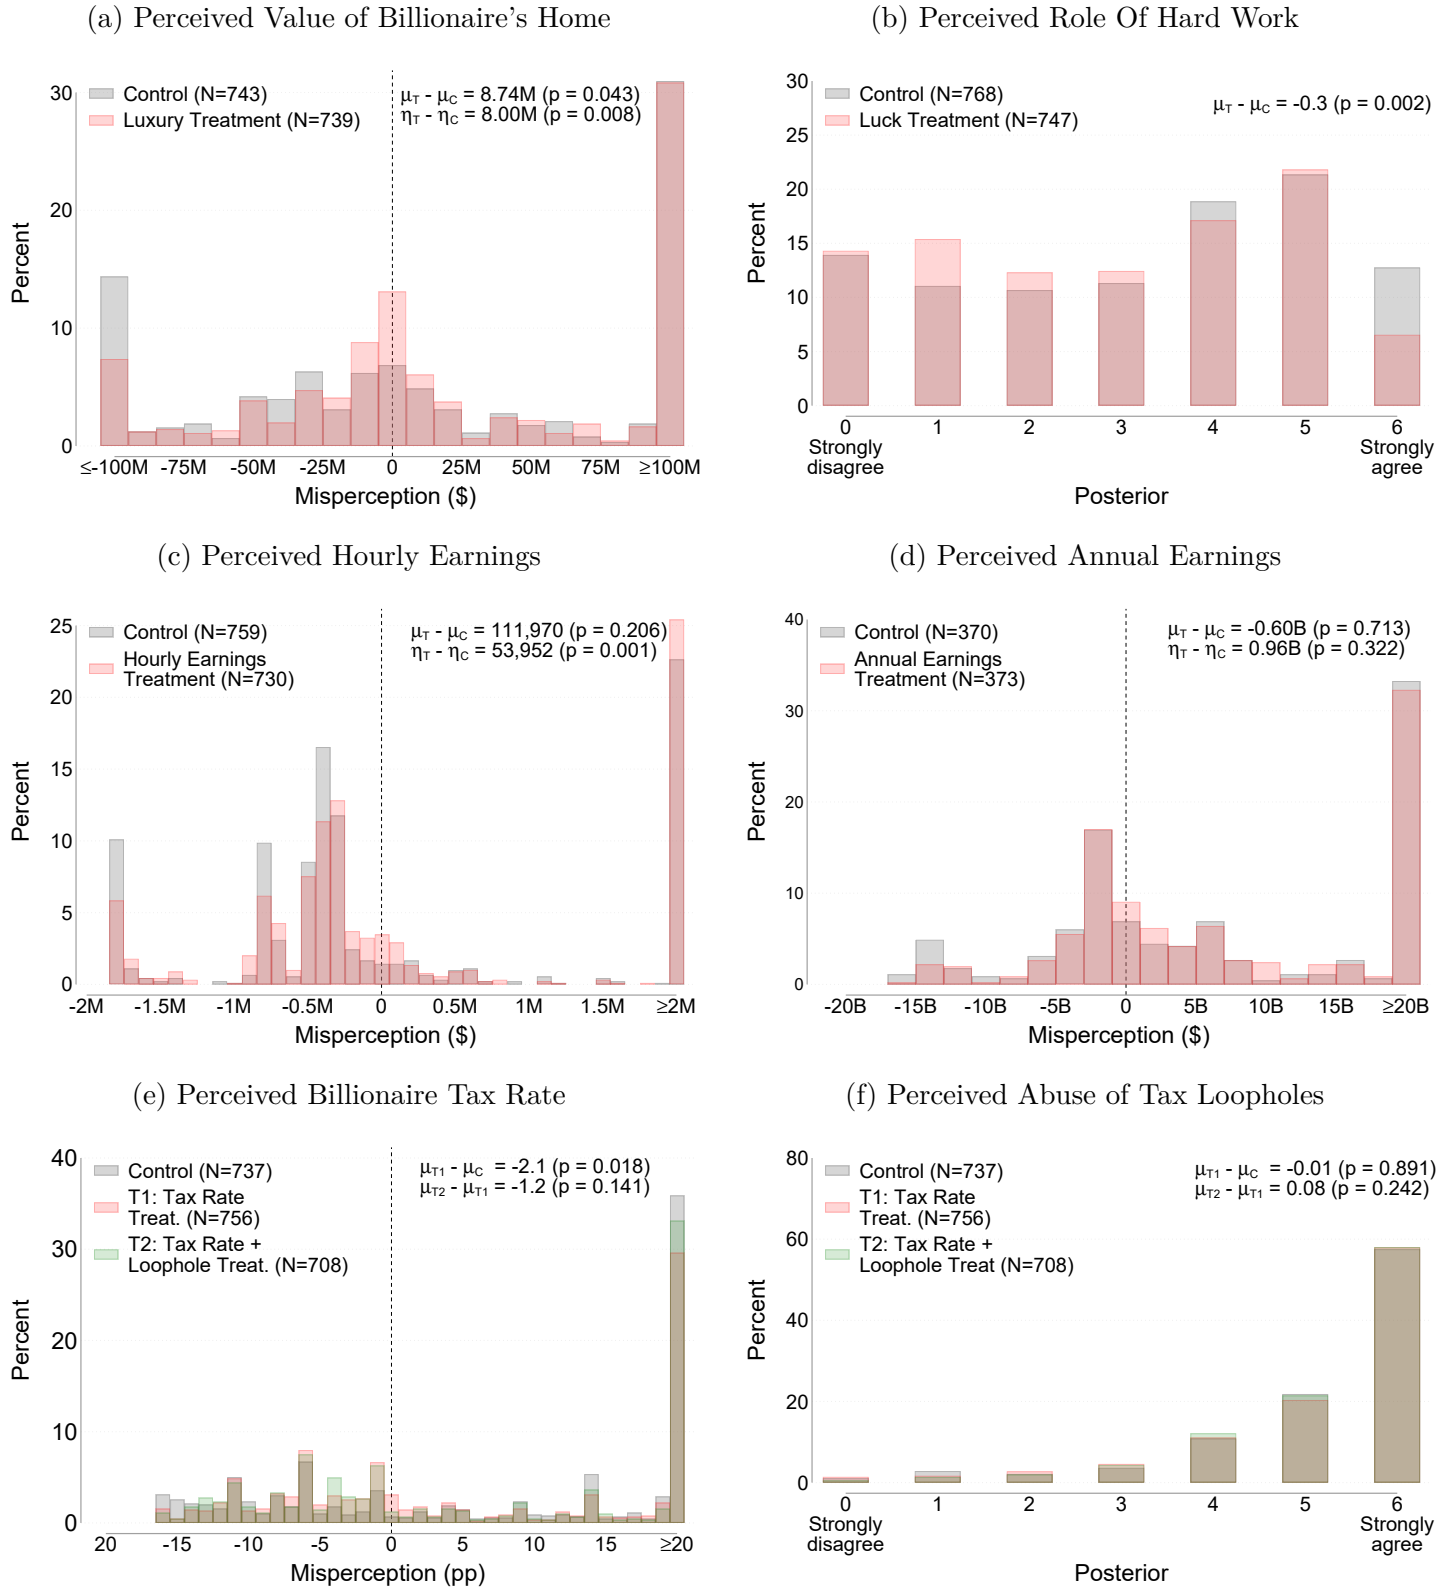 (a) Perceived Value of Billionaire's Home
Control (N=743)
Luxury Treatment (N=739)
μT - μC = 8.74M (p = 0.043)
ηT - ηC = 8.00M (p = 0.008)
Percent
30
20
10
0
≤-100M -75M -50M -25M 0 25M 50M 75M ≥100M
Misperception ($)
(b) Perceived Role Of Hard Work
Control (N=768)
Luck Treatment (N=747)
μT - μC = -0.3 (p = 0.002)
Percent
30
25
20
15
10
5
0
0 1 2 3 4 5 6
Strongly disagree
Strongly agree
Posterior
(c) Perceived Hourly Earnings
Control (N=759)
Hourly Earnings
Treatment (N=730)
μT - μC = 111,970 (p = 0.206)
ηT - ηC = 53,952 (p = 0.001)
Percent
25
20
15
10
5
0
-2M -1.5M -1M -0.5M 0 0.5M 1M 1.5M ≥2M
Misperception ($)
(d) Perceived Annual Earnings
Control (N=370)
Annual Earnings
Treatment (N=373)
μT - μC = -0.60B (p = 0.713)
ηT - ηC = 0.96B (p = 0.322)
Percent
40
30
20
10
0
-20B -15B -10B -5B 0 5B 10B 15B ≥20B
Misperception ($)
(e) Perceived Billionaire Tax Rate
Control (N=737)
T1: Tax Rate
Treat. (N=756)
T2: Tax Rate +
Loophole Treat. (N=708)
μT1 - μC = -2.1 (p = 0.018)
μT2 - μT1 = -1.2 (p = 0.141)
Percent
40
30
20
10
0
20 -15 -10 -5 0 5 10 15 ≥20
Misperception (pp)
(f) Perceived Abuse of Tax Loopholes
Control (N=737)
T1: Tax Rate
Treat. (N=756)
T2: Tax Rate +
Loophole Treat (N=708)
μT1 - μC = -0.01 (p = 0.891)
μT2 - μT1 = 0.08 (p = 0.242)
Percent
80
60
40
20
0
0 1 2 3 4 5 6
Strongly disagree
Strongly agree
Posterior